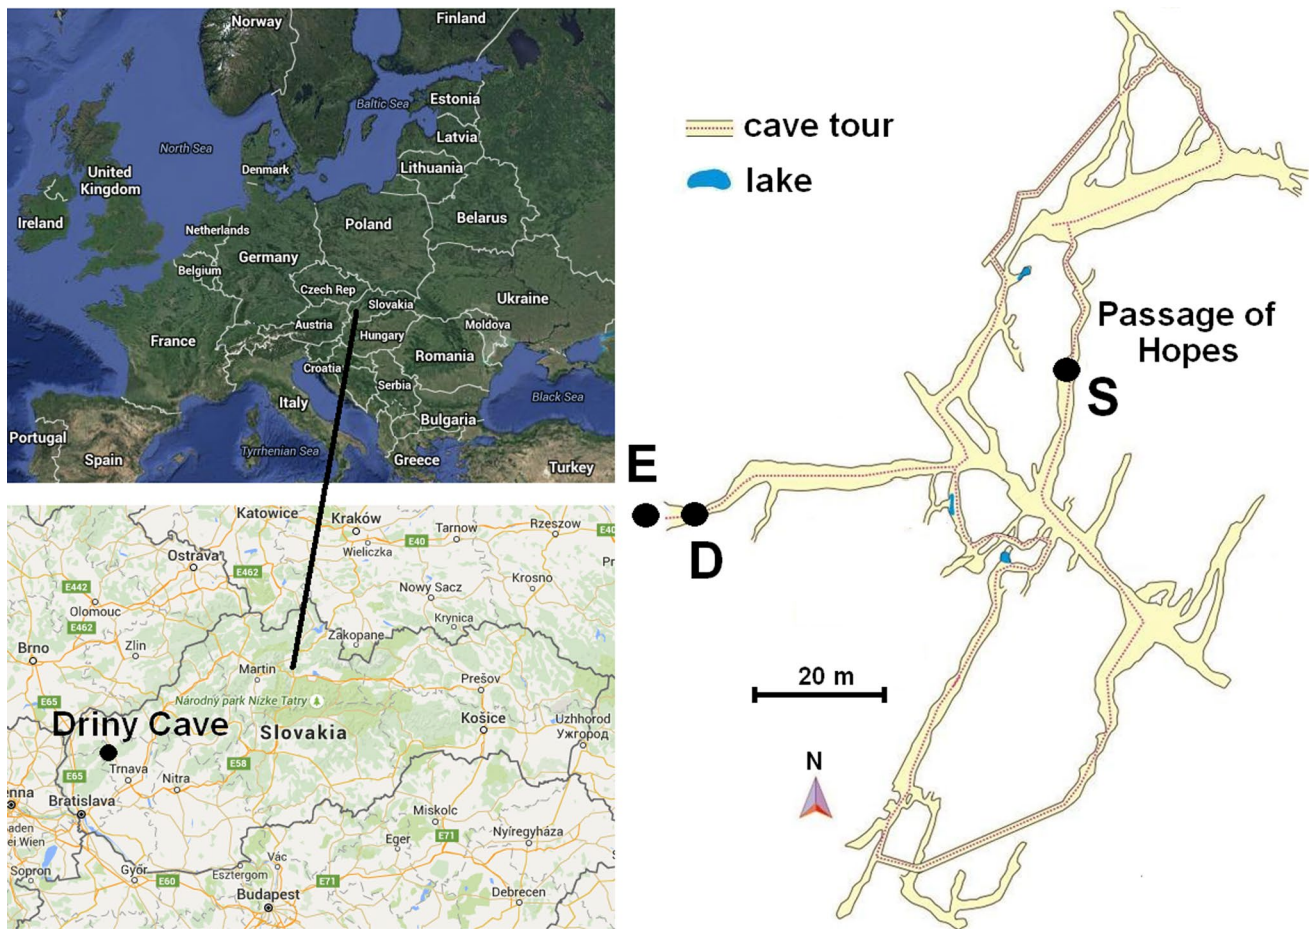 Norway
Finland
Baltic Sea
Estonia
North Sea
Latvia
Denmark
Lithuania
United
Kingdom
Ireland
Belarus
Netherlands
Poland
Germany
Belgium
Czech Rep
Slovakia
Ukraine
Austria
Moldova
France
Hungary
Romania
Croatia
Serbia
Black Sea
Italy
Bulgaria
Portugal
Spain
Tyrrhenian Sea
Greece
Turkey
Katowice
Kraków
Tarnow
Rzeszow
E40
E40
Wieliczka
Ostrava
E462
Nowy Sacz
Krosno
E442
Olomouc
E462
Krynica
Brno
Zlin
Zakopane
Martin
Prešov
E65
Národný park Nízke Tatry
Driny Cave
Slovakia
Košice
Uzhhorod
Ужгород
E65
Trnava
Nitra
E58
enna
Bratislava
Miskolc
aden
ei Wien
Eger
E71
Nyíregyháza
Sopron
Győr
E60
Esztergom
Vác
E71
Budapest
Debrecen
cave tour
lake
Passage of
Hopes
S
E
D
20 m
N